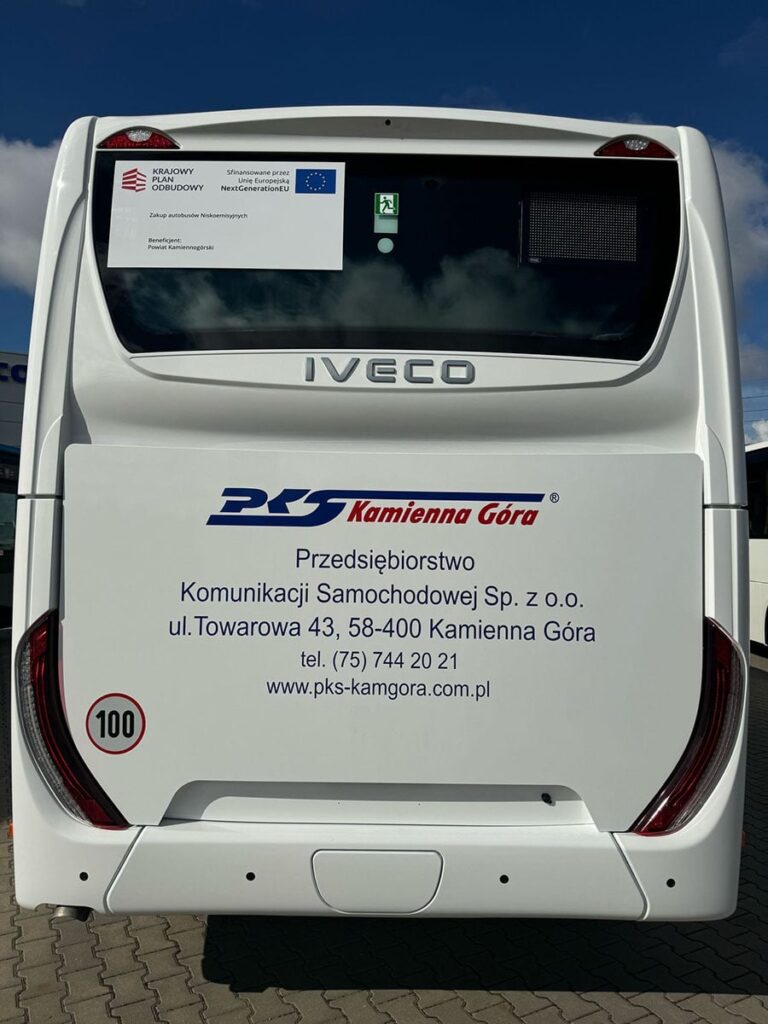 KRAJOWY
PLAN
ODBUDOWY
Sfinansowane przez
Unię Europejską
NextGenerationEU
Zakup autobusów Niskoemisyjnych
Beneficjent:
Powiat Kamiennogórski
IVECO
PKS Kamienna Góra ®
Przedsiębiorstwo
Komunikacji Samochodowej Sp. z o.o.
ul.Towarowa 43, 58-400 Kamienna Góra
tel. (75) 744 20 21
www.pks-kamgora.com.pl
100